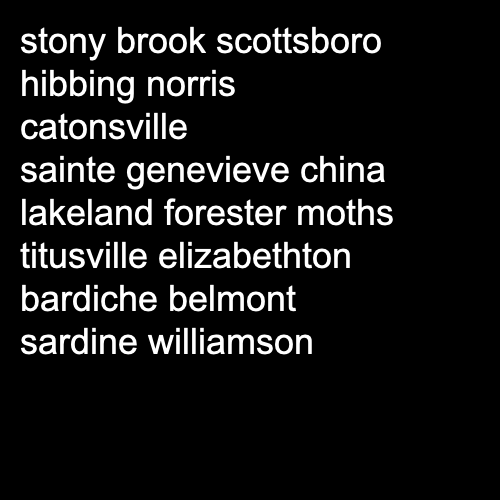 stony brook scottsboro
hibbing norris
catonsville
sainte genevieve china
lakeland forester moths
titusville elizabethton
bardiche belmont
sardine williamson